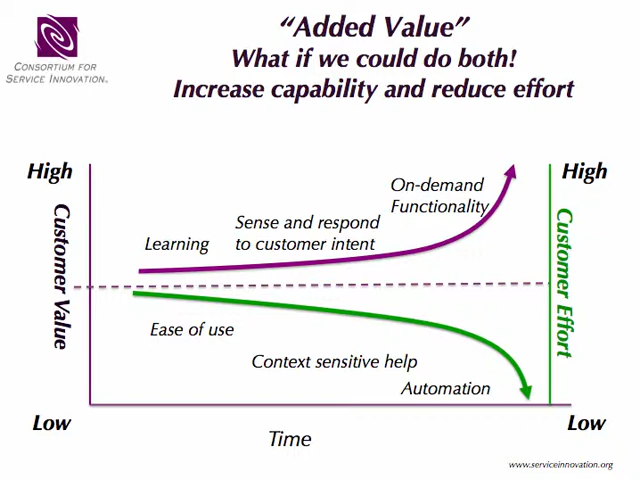 CONSORTIUM FOR
SERVICE INNOVATION
“Added Value”
What if we could do both!
Increase capability and reduce effort
High
High
On-demand
Functionality
Sense and respond
to customer intent
Learning
Customer Value
Customer Effort
Ease of use
Context sensitive help
Automation
Low
Low
Time
www.serviceinnovation.org